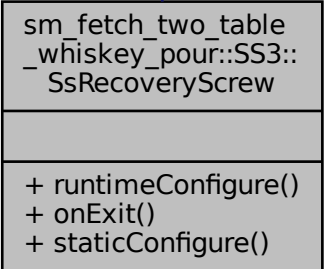 sm_fetch_two_table
_whiskey_pour::SS3::
SsRecoveryScrew
+ runtimeConfigure()
+ onExit()
+ staticConfigure()